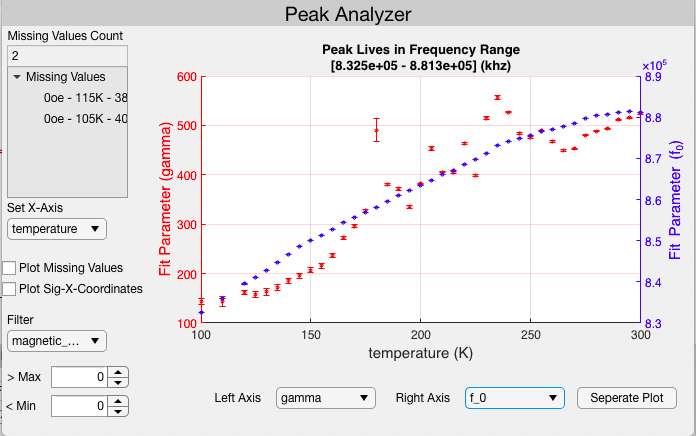 Peak Analyzer
Missing Values Count
2
Missing Values
0oe - 115K - 38
0oe - 105K - 40
Set X-Axis
temperature
Plot Missing Values
Plot Sig-X-Coordinates
Filter
magnetic_...
> Max
0
< Min
0
Peak Lives in Frequency Range
[8.325e+05 - 8.813e+05] (khz)
×10⁵
600
500
400
300
200
100
Fit Parameter (gamma)
8.9
8.8
8.7
8.6
8.5
8.4
8.3
Fit Parameter (f₀)
100
150
200
250
300
temperature (K)
Left Axis
gamma
Right Axis
f_0
Seperate Plot